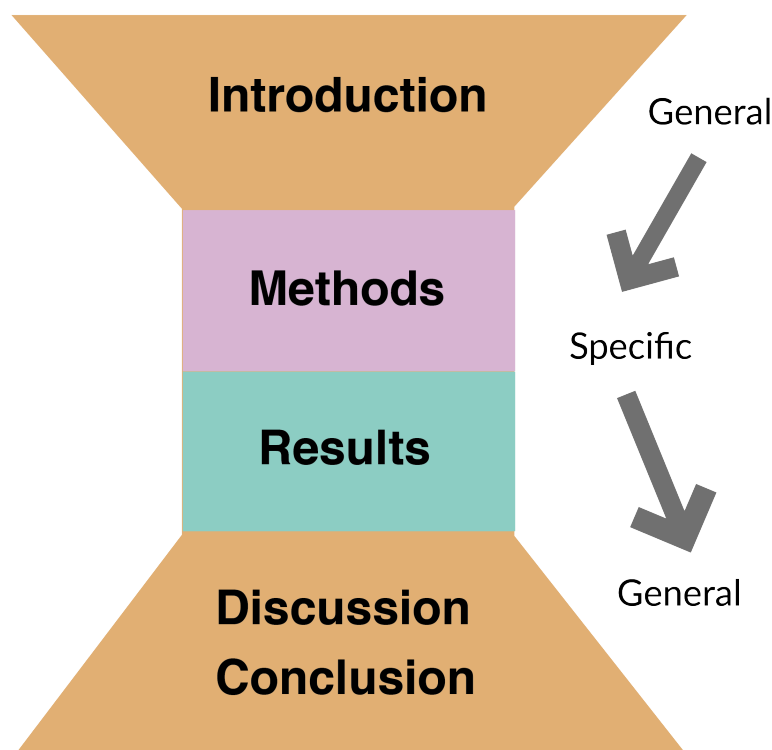 Introduction
General
Methods
Specific
Results
General
Discussion
Conclusion